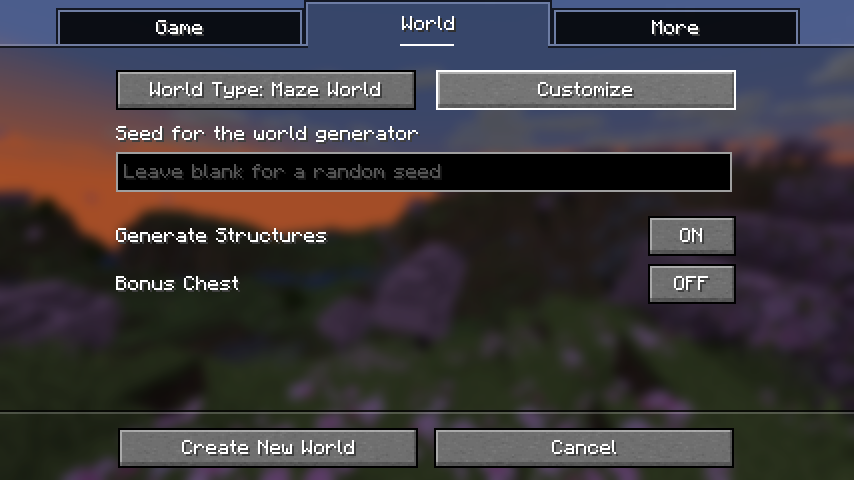 Game World More
World Type: Maze World Customize
Seed for the world generator
Leave blank for a random seed
Generate Structures ON
Bonus Chest OFF
Create New World Cancel